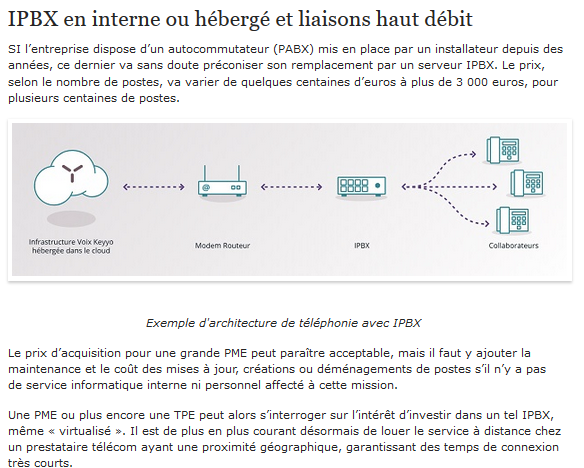 IPBX en interne ou hébergé et liaisons haut débit
SI l’entreprise dispose d’un autocommutateur (PABX) mis en place par un installateur depuis des
années, ce dernier va sans doute préconiser son remplacement par un serveur IPBX. Le prix,
selon le nombre de postes, va varier de quelques centaines d’euros à plus de 3 000 euros, pour
plusieurs centaines de postes.
Infrastructure Voix Keyyo
hébergée dans le cloud
Modem Routeur
IPBX
Collaborateurs
Exemple d'architecture de téléphonie avec IPBX
Le prix d’acquisition pour une grande PME peut paraître acceptable, mais il faut y ajouter la
maintenance et le coût des mises à jour, créations ou déménagements de postes s’il n’y a pas
de service informatique interne ni personnel affecté à cette mission.
Une PME ou plus encore une TPE peut alors s’interroger sur l’intérêt d’investir dans un tel IPBX,
même « virtualisé ». Il est de plus en plus courant désormais de louer le service à distance chez
un prestataire télécom ayant une proximité géographique, garantissant des temps de connexion
très courts.